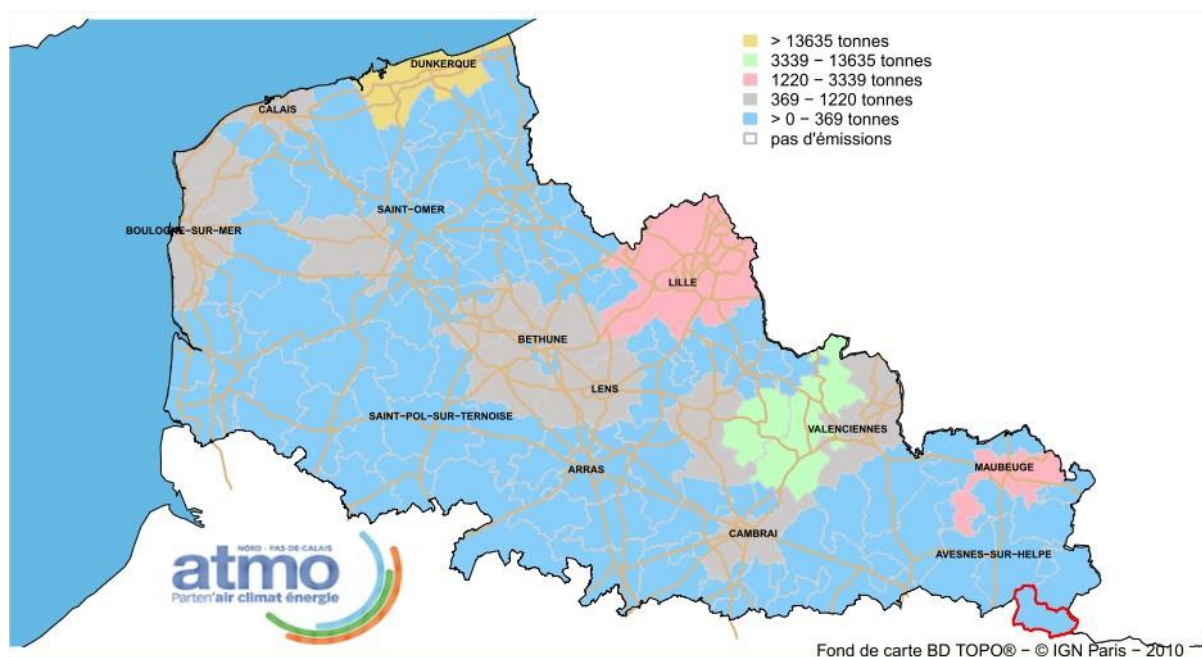 > 13635 tonnes
3339 − 13635 tonnes
1220 − 3339 tonnes
369 − 1220 tonnes
> 0 − 369 tonnes
pas d'émissions
DUNKERQUE
CALAIS
SAINT−OMER
BOULOGNE−SUR−MER
LILLE
BETHUNE
LENS
SAINT−POL−SUR−TERNOISE
VALENCIENNES
ARRAS
MAUBEUGE
CAMBRAI
AVESNES−SUR−HELPE
NORD - PAS DE CALAIS
atmo
Parten'air climat énergie
Fond de carte BD TOPO® − © IGN Paris − 2010